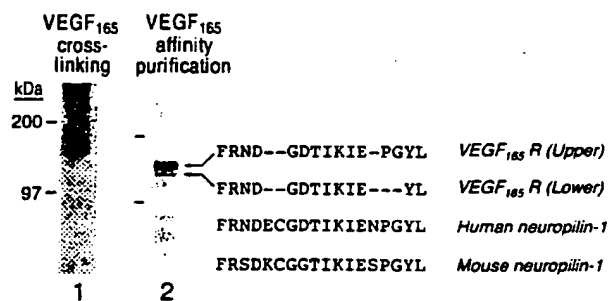 VEGF165 VEGF165
cross- affinity
linking purification
kDa
200
97
FRND--GDTIKIE-PGYL VEGF165 R (Upper)
FRND--GDTIKIE---YL VEGF165 R (Lower)
FRNDECGDTIKIENPGYL Human neuropilin-1
FRSDKCGGTIKIESPGYL Mouse neuropilin-1
1 2